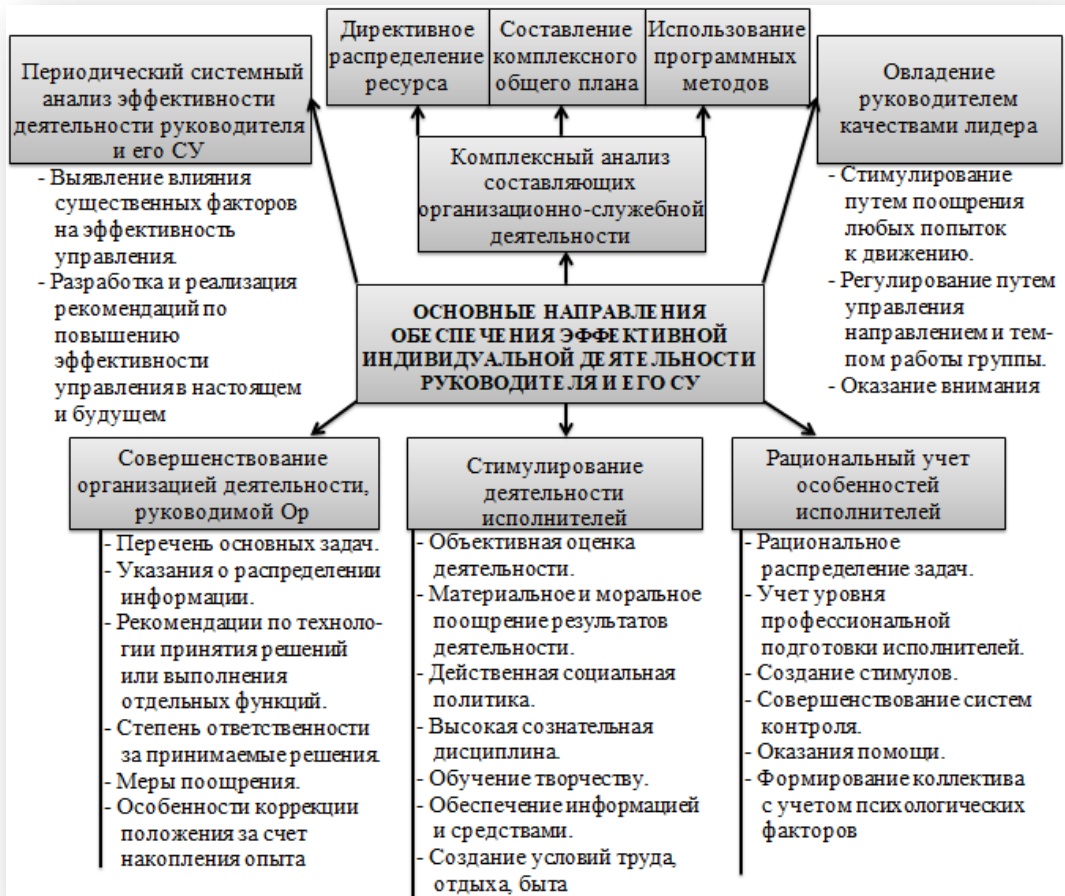 Директивное
распределение
ресурса
Составление
комплексного
общего плана
Использование
программных
методов
Периодический системный
анализ эффективности
деятельности руководителя
и его СУ
- Выявление влияния
существенных факторов
на эффективность
управления.
- Разработка и реализация
рекомендаций по
повышению
эффективности
управления в настоящем
и будущем
Комплексный анализ
составляющих
организационно-служебной
деятельности
Овладение
руководителем
качествами лидера
- Стимулирование
путем поощрения
любых попыток
к движению.
- Регулирование путем
управления
направлением и тем-
пом работы группы.
- Оказание внимания
ОСНОВНЫЕ НАПРАВЛЕНИЯ
ОБЕСПЕЧЕНИЯ ЭФФЕКТИВНОЙ
ИНДИВИДУАЛЬНОЙ ДЕЯТЕЛЬНОСТИ
РУКОВОДИТЕЛЯ И ЕГО СУ
Совершенствование
организацией деятельности,
руководимой Ор
- Перечень основных задач.
- Указания о распределении
информации.
- Рекомендации по техноло-
гии принятия решений
или выполнения
отдельных функций.
- Степень ответственности
за принимаемые решения.
- Меры поощрения.
- Особенности коррекции
положения за счет
накопления опыта
Стимулирование
деятельности
исполнителей
- Объективная оценка
деятельности.
- Материальное и моральное
поощрение результатов
деятельности.
- Действенная социальная
политика.
- Высокая сознательная
дисциплина.
- Обучение творчеству.
- Обеспечение информацией
и средствами.
- Создание условий труда,
отдыха, быта
Рациональный учет
особенностей
исполнителей
- Рациональное
распределение задач.
- Учет уровня
профессиональной
подготовки исполнителей.
- Создание стимулов.
- Совершенствование систем
контроля.
- Оказания помощи.
- Формирование коллектива
с учетом психологических
факторов